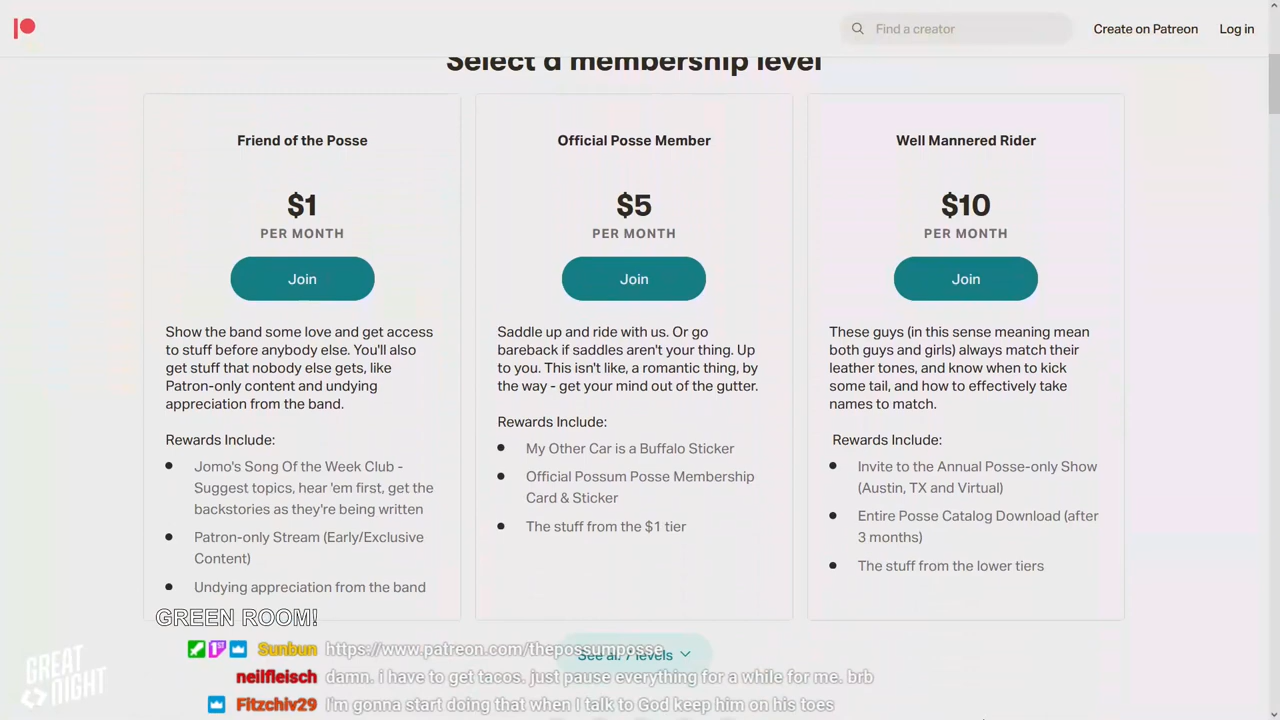 Find a creator
Create on Patreon
Log in
Select a membership level
Friend of the Posse
$1
PER MONTH
Join
Show the band some love and get access
to stuff before anybody else. You'll also
get stuff that nobody else gets, like
Patron-only content and undying
appreciation from the band.
Rewards Include:
Jomo's Song Of the Week Club -
Suggest topics, hear 'em first, get the
backstories as they're being written
Patron-only Stream (Early/Exclusive
Content)
Undying appreciation from the band
Official Posse Member
$5
PER MONTH
Join
Saddle up and ride with us. Or go
bareback if saddles aren't your thing. Up
to you. This isn't like, a romantic thing, by
the way - get your mind out of the gutter.
Rewards Include:
My Other Car is a Buffalo Sticker
Official Possum Posse Membership
Card & Sticker
The stuff from the $1 tier
Well Mannered Rider
$10
PER MONTH
Join
These guys (in this sense meaning mean
both guys and girls) always match their
leather tones, and know when to kick
some tail, and how to effectively take
names to match.
Rewards Include:
Invite to the Annual Posse-only Show
(Austin, TX and Virtual)
Entire Posse Catalog Download (after
3 months)
The stuff from the lower tiers
See all 7 levels
GREEN ROOM!
Sunbun https://www.patreon.com/thepossumposse
neilfleisch damn. i have to get tacos. just pause everything for a while for me. brb
Fitzchiv29 I'm gonna start doing that when I talk to God keep him on his toes
GREAT
NIGHT